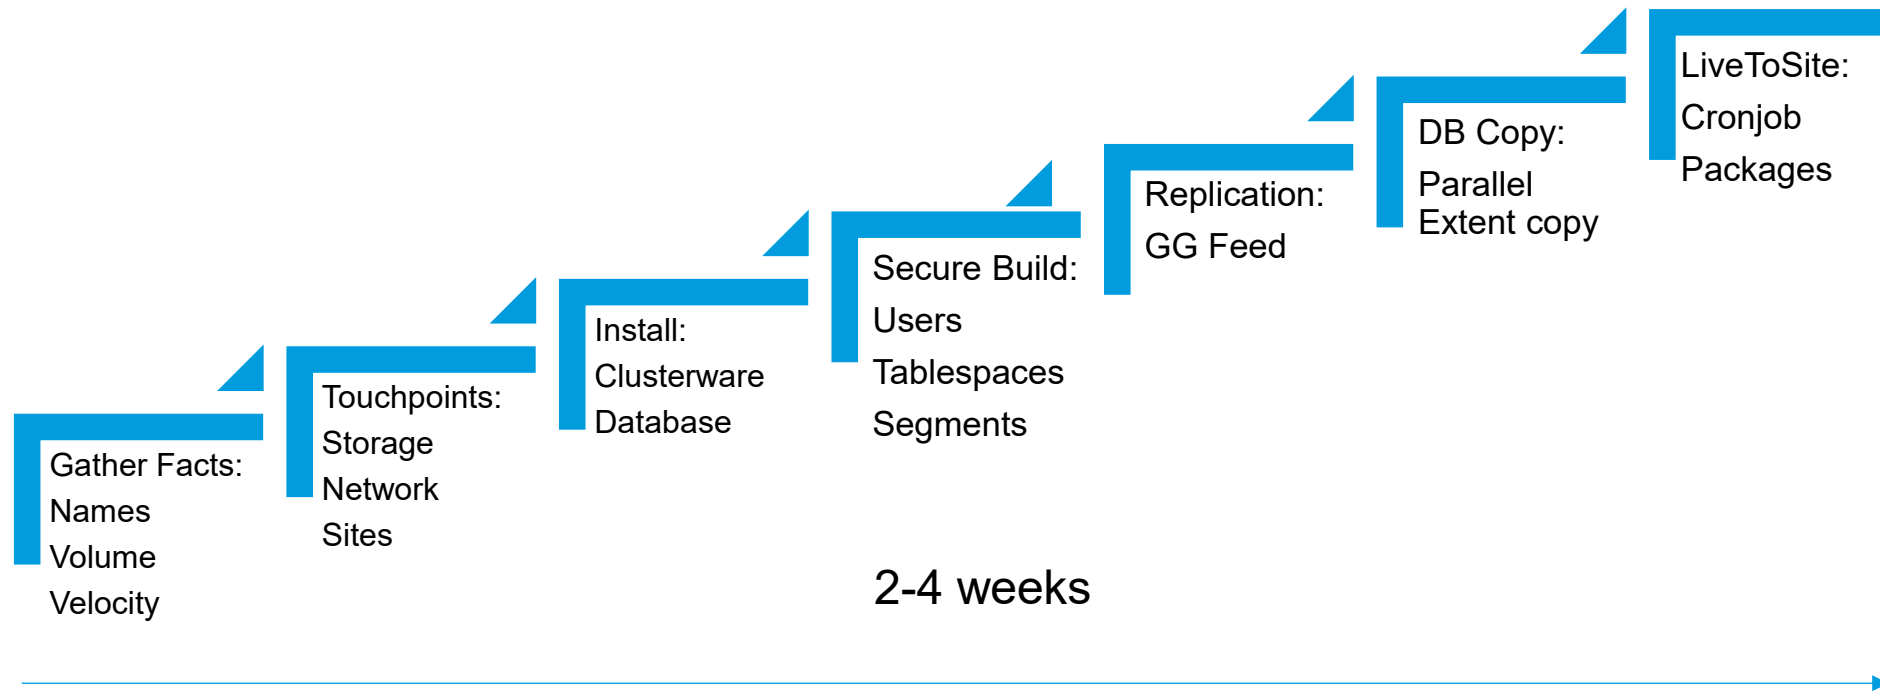 Gather Facts:
Names
Volume
Velocity
Touchpoints:
Storage
Network
Sites
Install:
Clusterware
Database
Secure Build:
Users
Tablespaces
Segments
Replication:
GG Feed
DB Copy:
Parallel
Extent copy
LiveToSite:
Cronjob
Packages
2-4 weeks